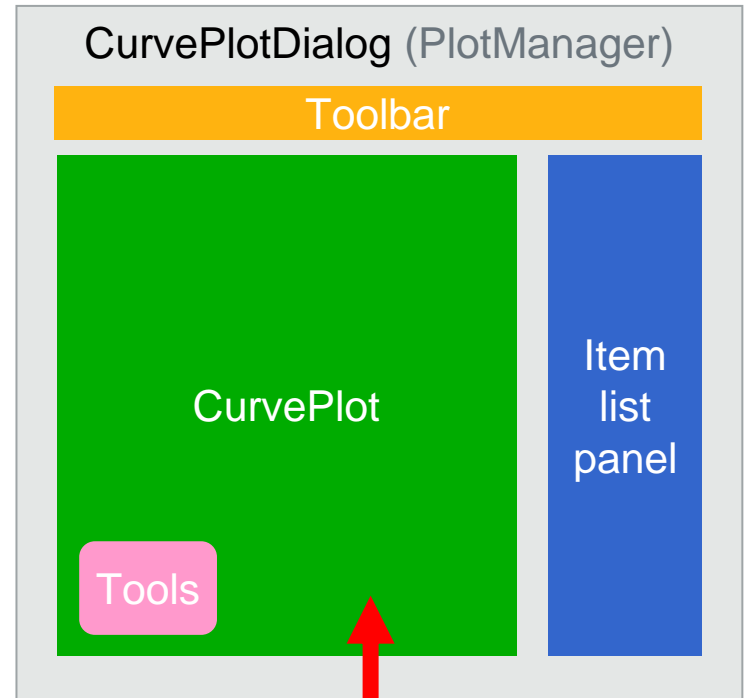 CurvePlotDialog (PlotManager)
Toolbar
CurvePlot
Item
list
panel
Tools